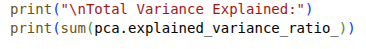 print("\nTotal Variance Explained:")
print(sum(pca.explained_variance_ratio_))